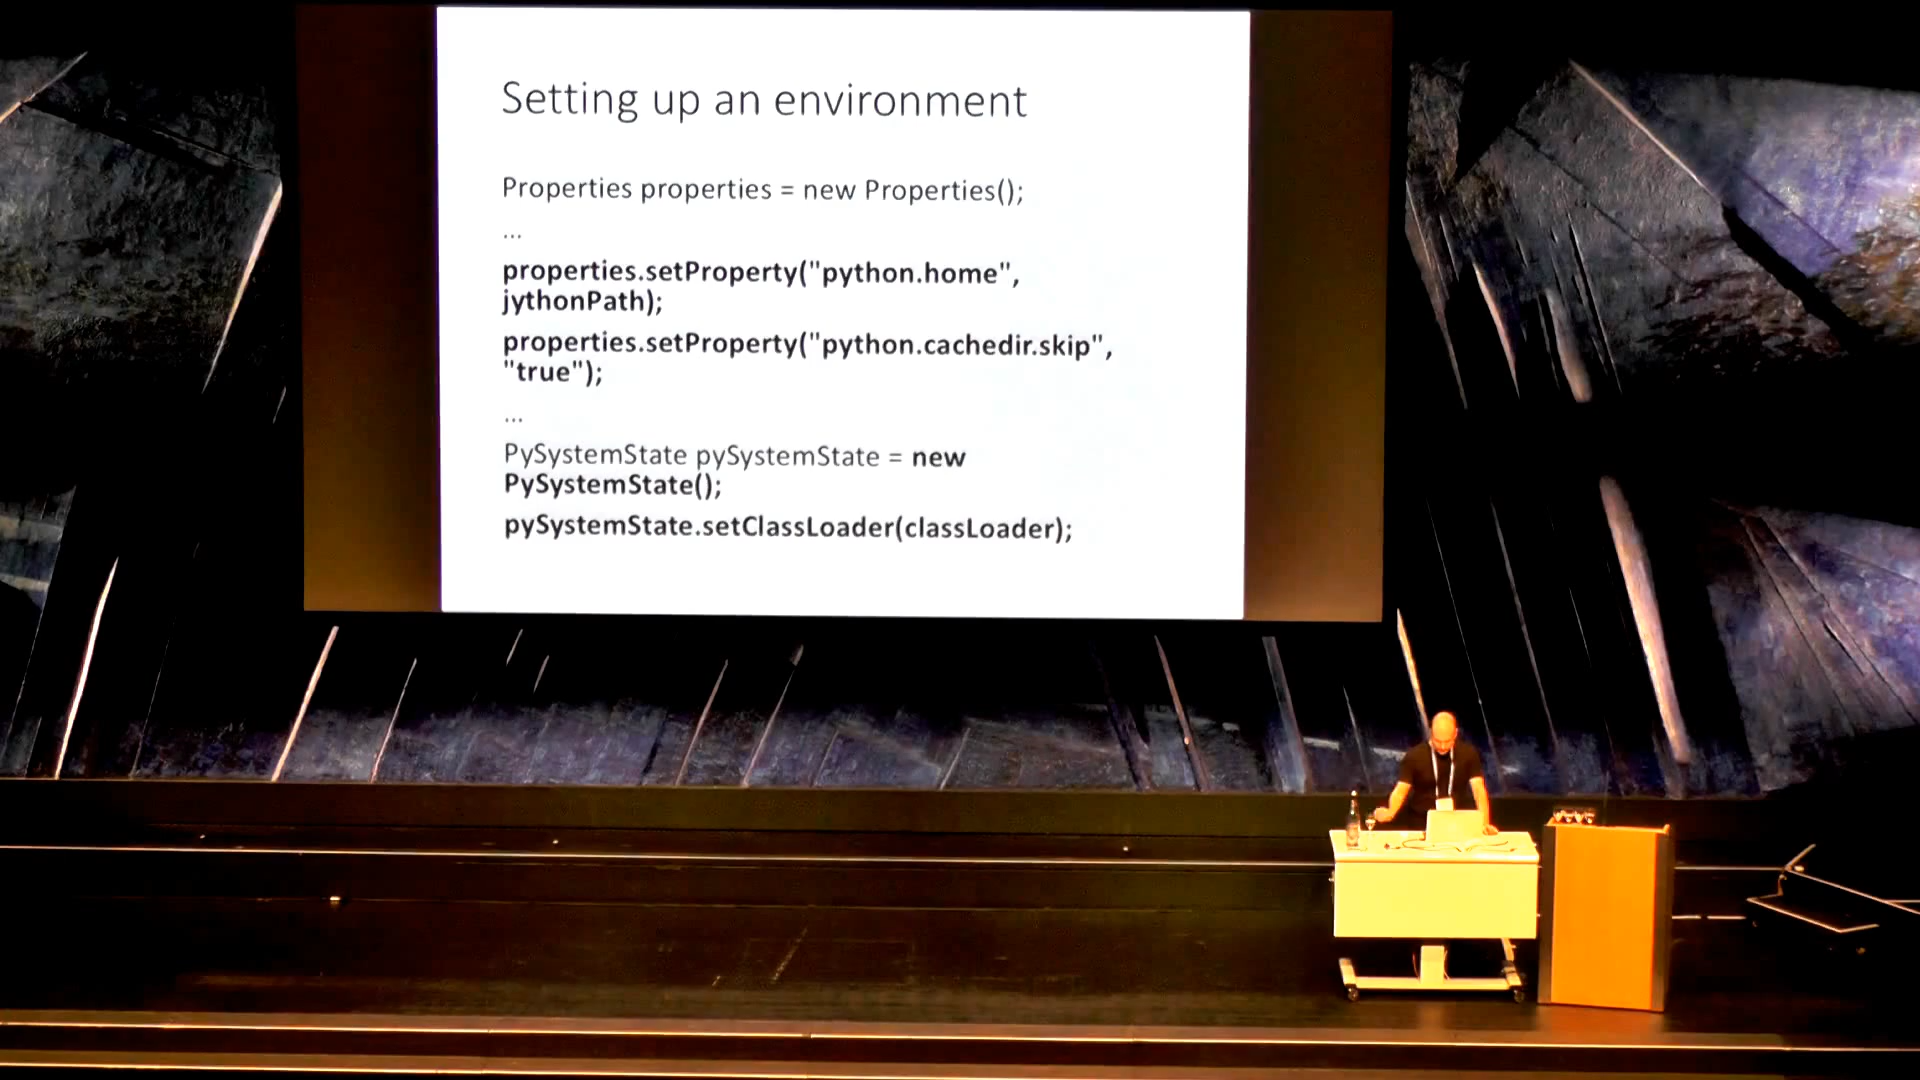 Setting up an environment
Properties properties = new Properties();
...
properties.setProperty("python.home",
jythonPath);
properties.setProperty("python.cachedir.skip",
"true");
...
PySystemState pySystemState = new
PySystemState();
pySystemState.setClassLoader(classLoader);